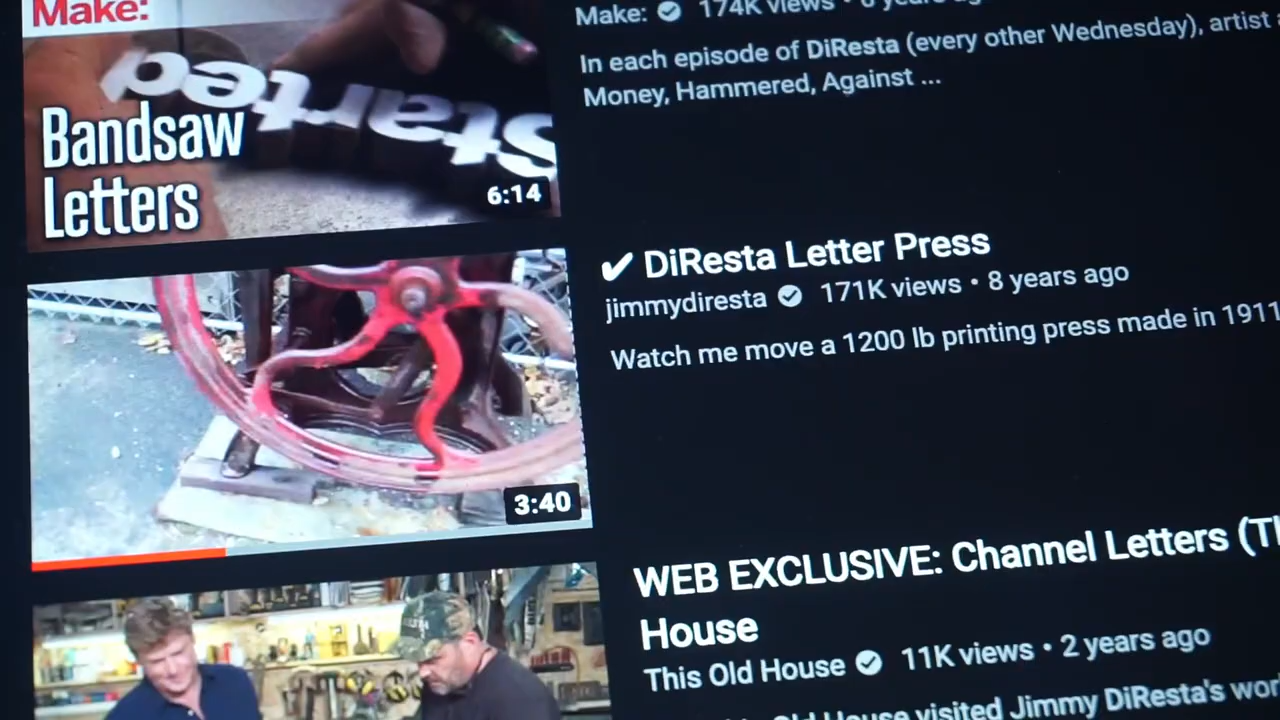 Make:
Started
Bandsaw
Letters
6:14
Make: 174K views •
In each episode of DiResta (every other Wednesday), artist
Money, Hammered, Against ...
3:40
✔ DiResta Letter Press
jimmydiresta 171K views • 8 years ago
Watch me move a 1200 lb printing press made in 1911
WEB EXCLUSIVE: Channel Letters
House
This Old House 11K views • 2 years ago
Old House visited Jimmy DiResta's